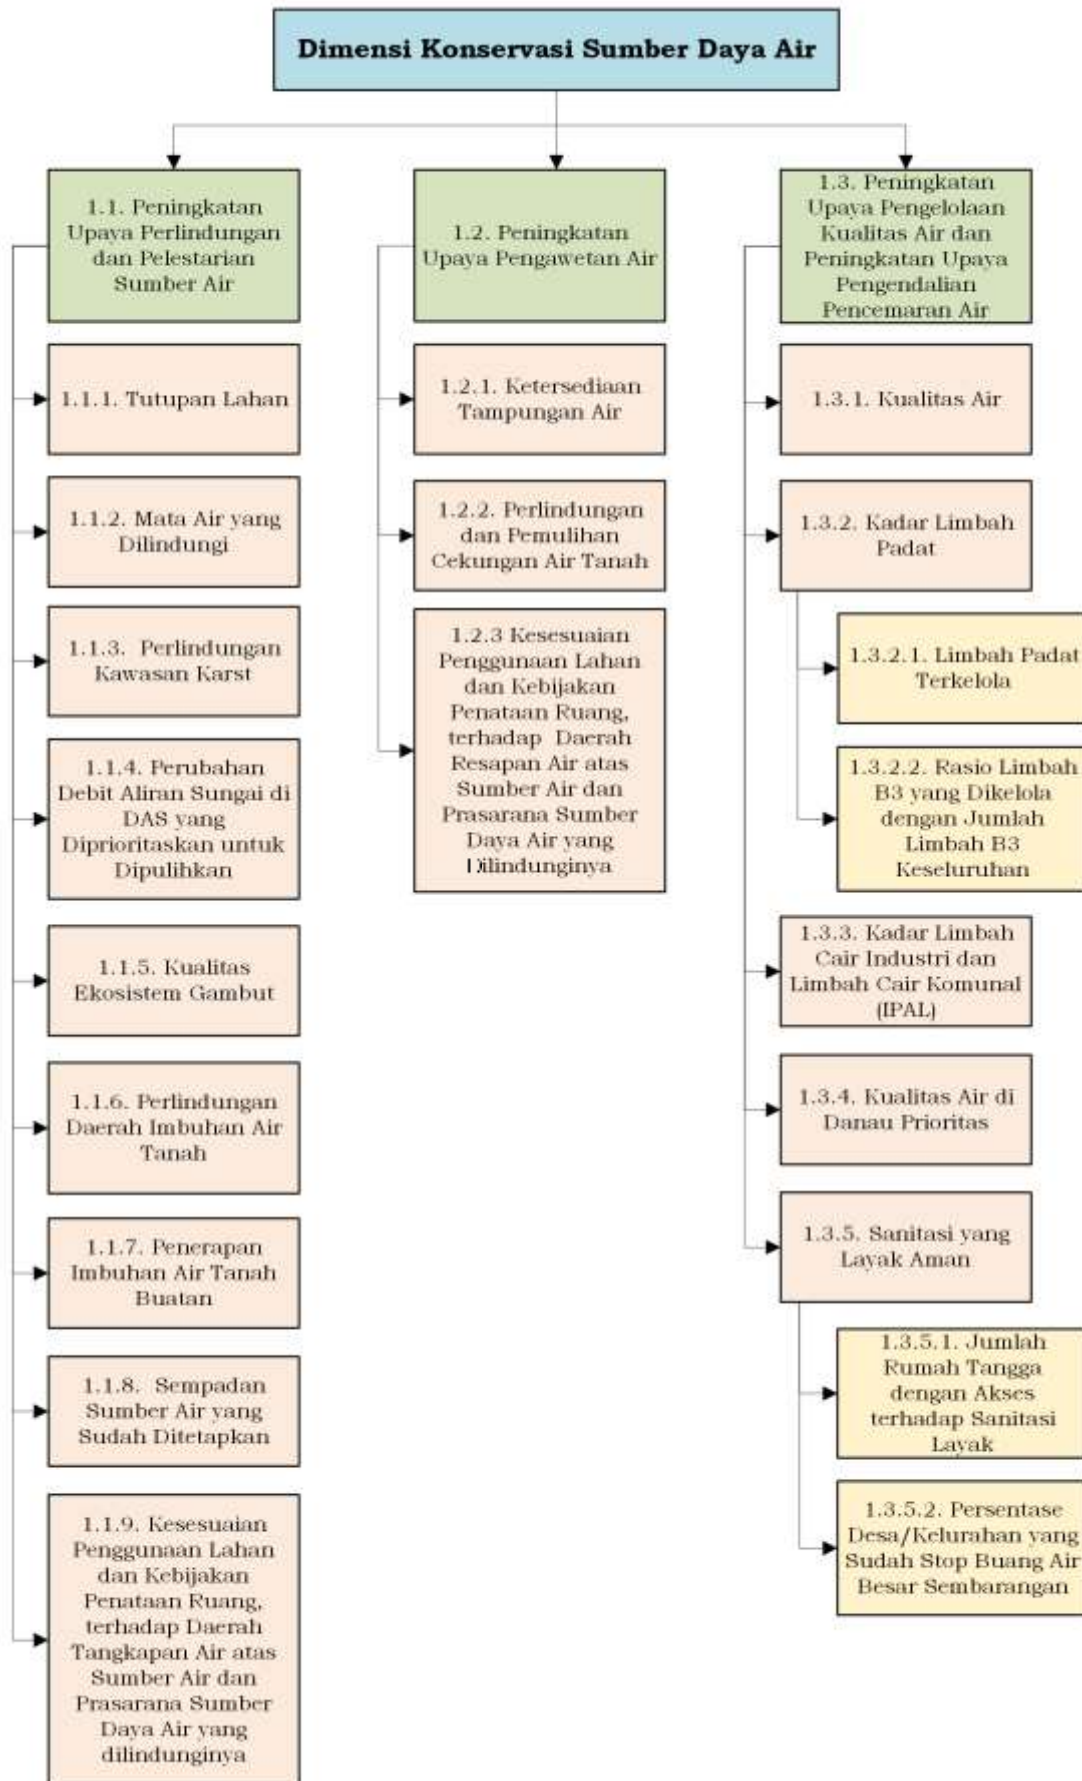 Dimensi Konservasi Sumber Daya Air
1.1. Peningkatan
Upaya Perlindungan
dan Pelestarian
Sumber Air
1.1.1. Tutupan Lahan
1.1.2. Mata Air yang
Dilindungi
1.1.3. Perlindungan
Kawasan Karst
1.1.4. Perubahan
Debit Aliran Sungai di
DAS yang
Diprioritaskan untuk
Dipulihkan
1.1.5. Kualitas
Ekosistem Gambut
1.1.6. Perlindungan
Daerah Imbuhan Air
Tanah
1.1.7. Penerapan
Imbuhan Air Tanah
Buatan
1.1.8. Sempadan
Sumber Air yang
Sudah Ditetapkan
1.1.9. Kesesuaian
Penggunaan Lahan
dan Kebijakan
Penataan Ruang,
terhadap Daerah
Tangkapan Air atas
Sumber Air dan
Prasarana Sumber
Daya Air yang
dilindunginya
1.2. Peningkatan
Upaya Pengawetan Air
1.2.1. Ketersediaan
Tampungan Air
1.2.2. Perlindungan
dan Pemulihan
Cekungan Air Tanah
1.2.3 Kesesuaian
Penggunaan Lahan
dan Kebijakan
Penataan Ruang,
terhadap Daerah
Resapan Air atas
Sumber Air dan
Prasarana Sumber
Daya Air yang
Dilindunginya
1.3. Peningkatan
Upaya Pengelolaan
Kualitas Air dan
Peningkatan Upaya
Pengendalian
Pencemaran Air
1.3.1. Kualitas Air
1.3.2. Kadar Limbah
Padat
1.3.2.1. Limbah Padat
Terkelola
1.3.2.2. Rasio Limbah
B3 yang Dikelola
dengan Jumlah
Limbah B3
Keseluruhan
1.3.3. Kadar Limbah
Cair Industri dan
Limbah Cair Komunal
(IPAL)
1.3.4. Kualitas Air di
Danau Prioritas
1.3.5. Sanitasi yang
Layak Aman
1.3.5.1. Jumlah
Rumah Tangga
dengan Akses
terhadap Sanitasi
Layak
1.3.5.2. Persentase
Desa/Kelurahan yang
Sudah Stop Buang Air
Besar Sembarangan